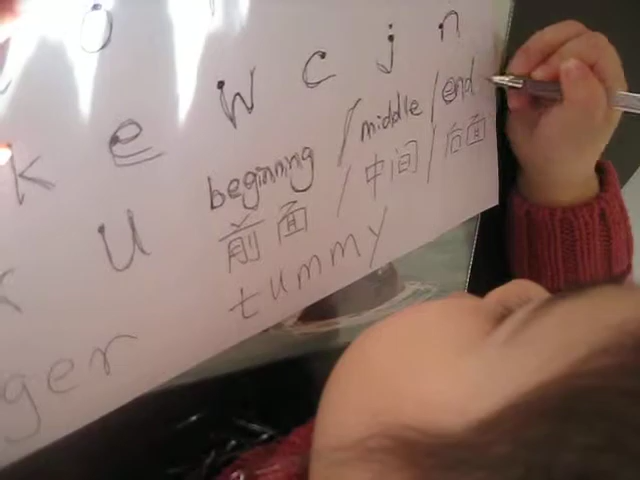 o
k e w c j n
u beginning / middle / end
前面 / 中间 / 后面
ger tummy